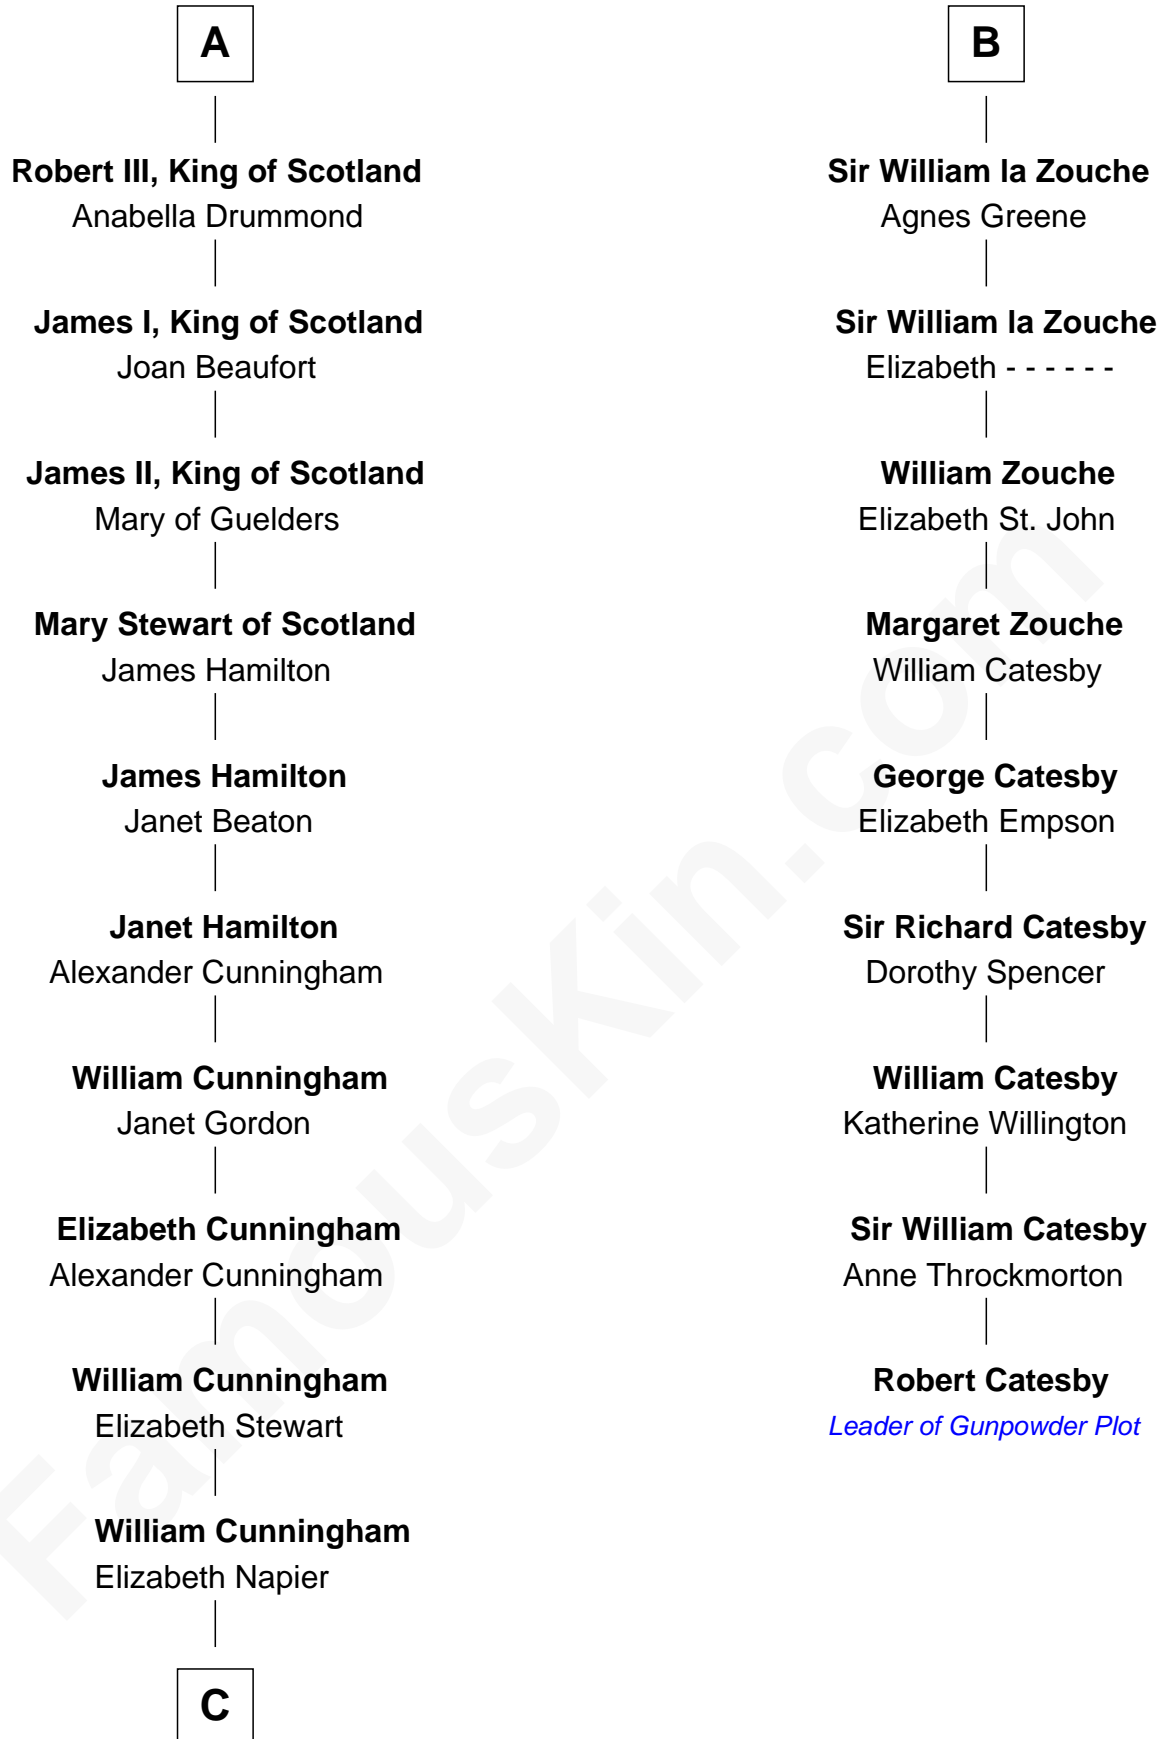 A
Robert III, King of Scotland
Anabella Drummond
James I, King of Scotland
Joan Beaufort
James II, King of Scotland
Mary of Guelders
Mary Stewart of Scotland
James Hamilton
James Hamilton
Janet Beaton
Janet Hamilton
Alexander Cunningham
William Cunningham
Janet Gordon
Elizabeth Cunningham
Alexander Cunningham
William Cunningham
Elizabeth Stewart
William Cunningham
Elizabeth Napier
C
B
Sir William la Zouche
Agnes Greene
Sir William la Zouche
Elizabeth - - - - - -
William Zouche
Elizabeth St. John
Margaret Zouche
William Catesby
George Catesby
Elizabeth Empson
Sir Richard Catesby
Dorothy Spencer
William Catesby
Katherine Willington
Sir William Catesby
Anne Throckmorton
Robert Catesby
Leader of Gunpowder Plot
FamousKin.com